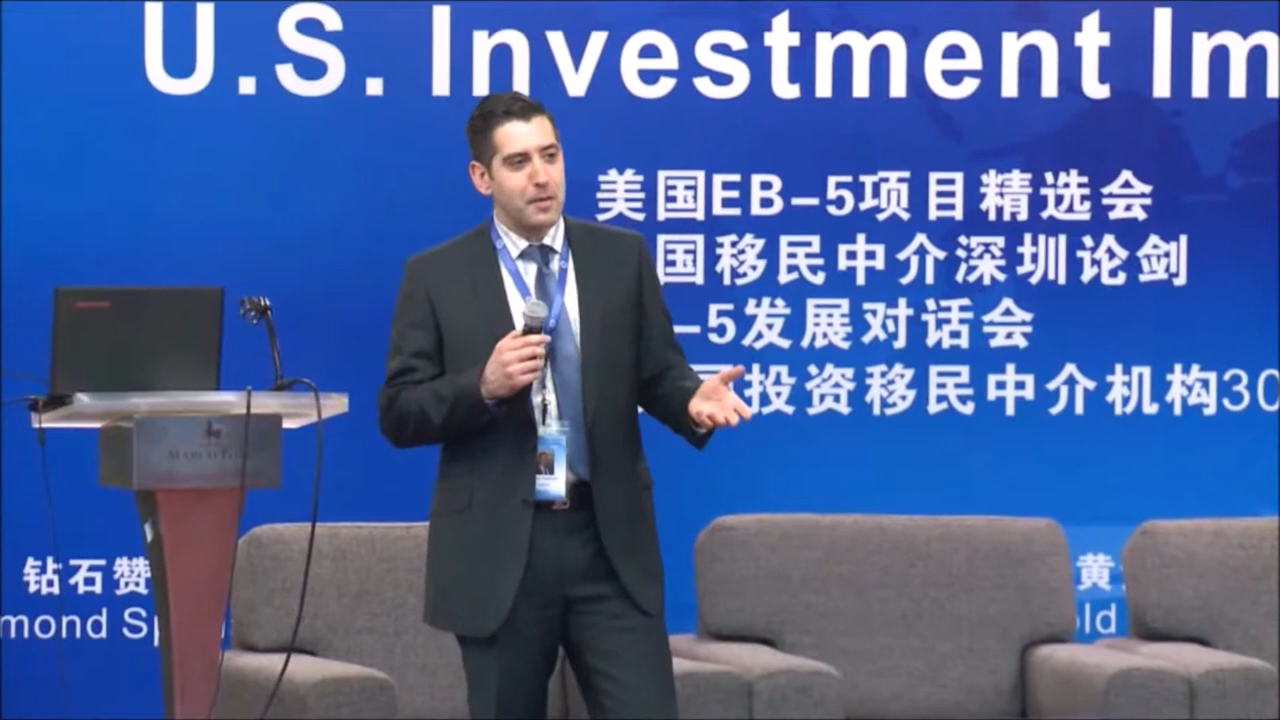 U.S. Investment Im
美国EB-5项目精选会
国移民中介深圳论剑
-5发展对话会
投资移民中介机构30
MARCO POLO
钻石赞
mond Sp
黄
old